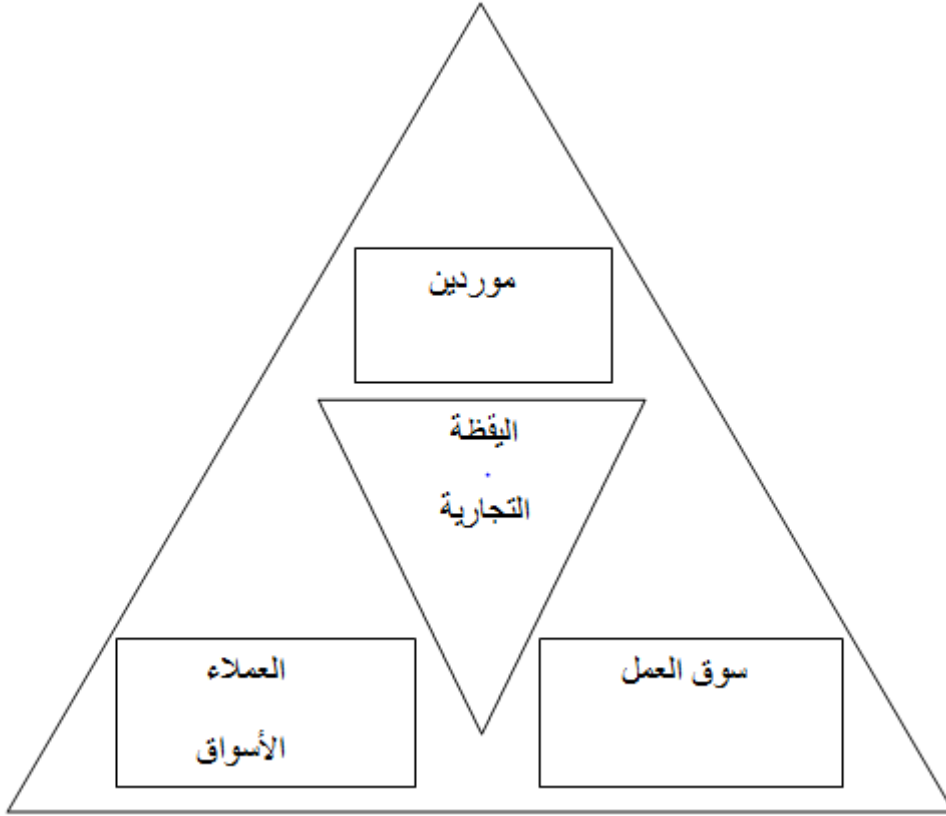 موردين
اليقظة
التجارية
سوق العمل
العملاء
الأسواق